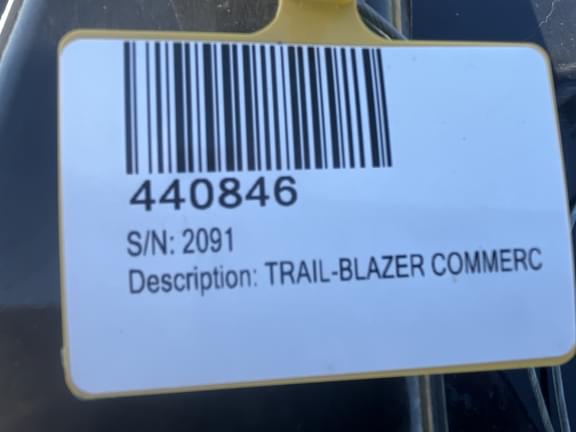 440846
S/N: 2091
Description: TRAIL-BLAZER COMMERC